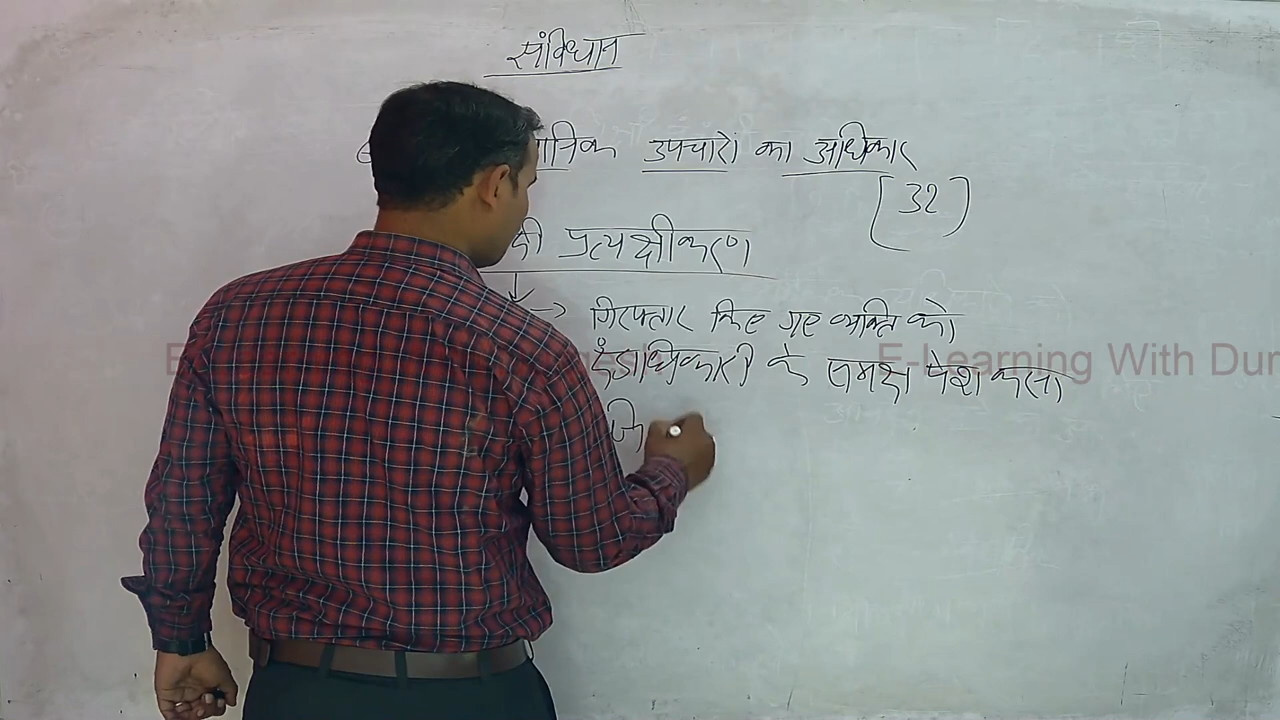 संविधान
उपचारों का अधिकार
[32]
प्रत्यक्षीकरण
→ गिरफ्तार किए गए व्यक्ति को
दंडाधिकारी के समक्ष पेश करना
E-Learning With Dur